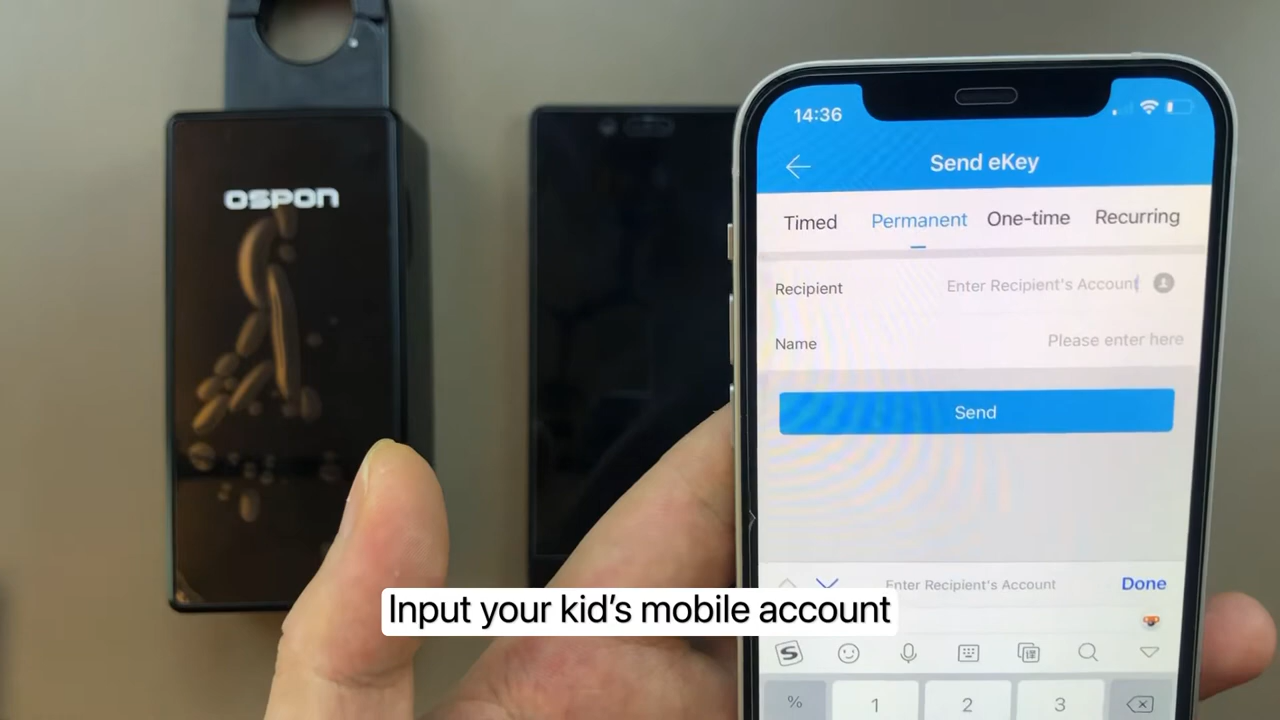 OSPON
14:36
Send eKey
Timed Permanent One-time Recurring
Recipient Enter Recipient's Account
Name Please enter here
Send
Enter Recipient's Account Done
Input your kid's mobile account
% 1 2 3